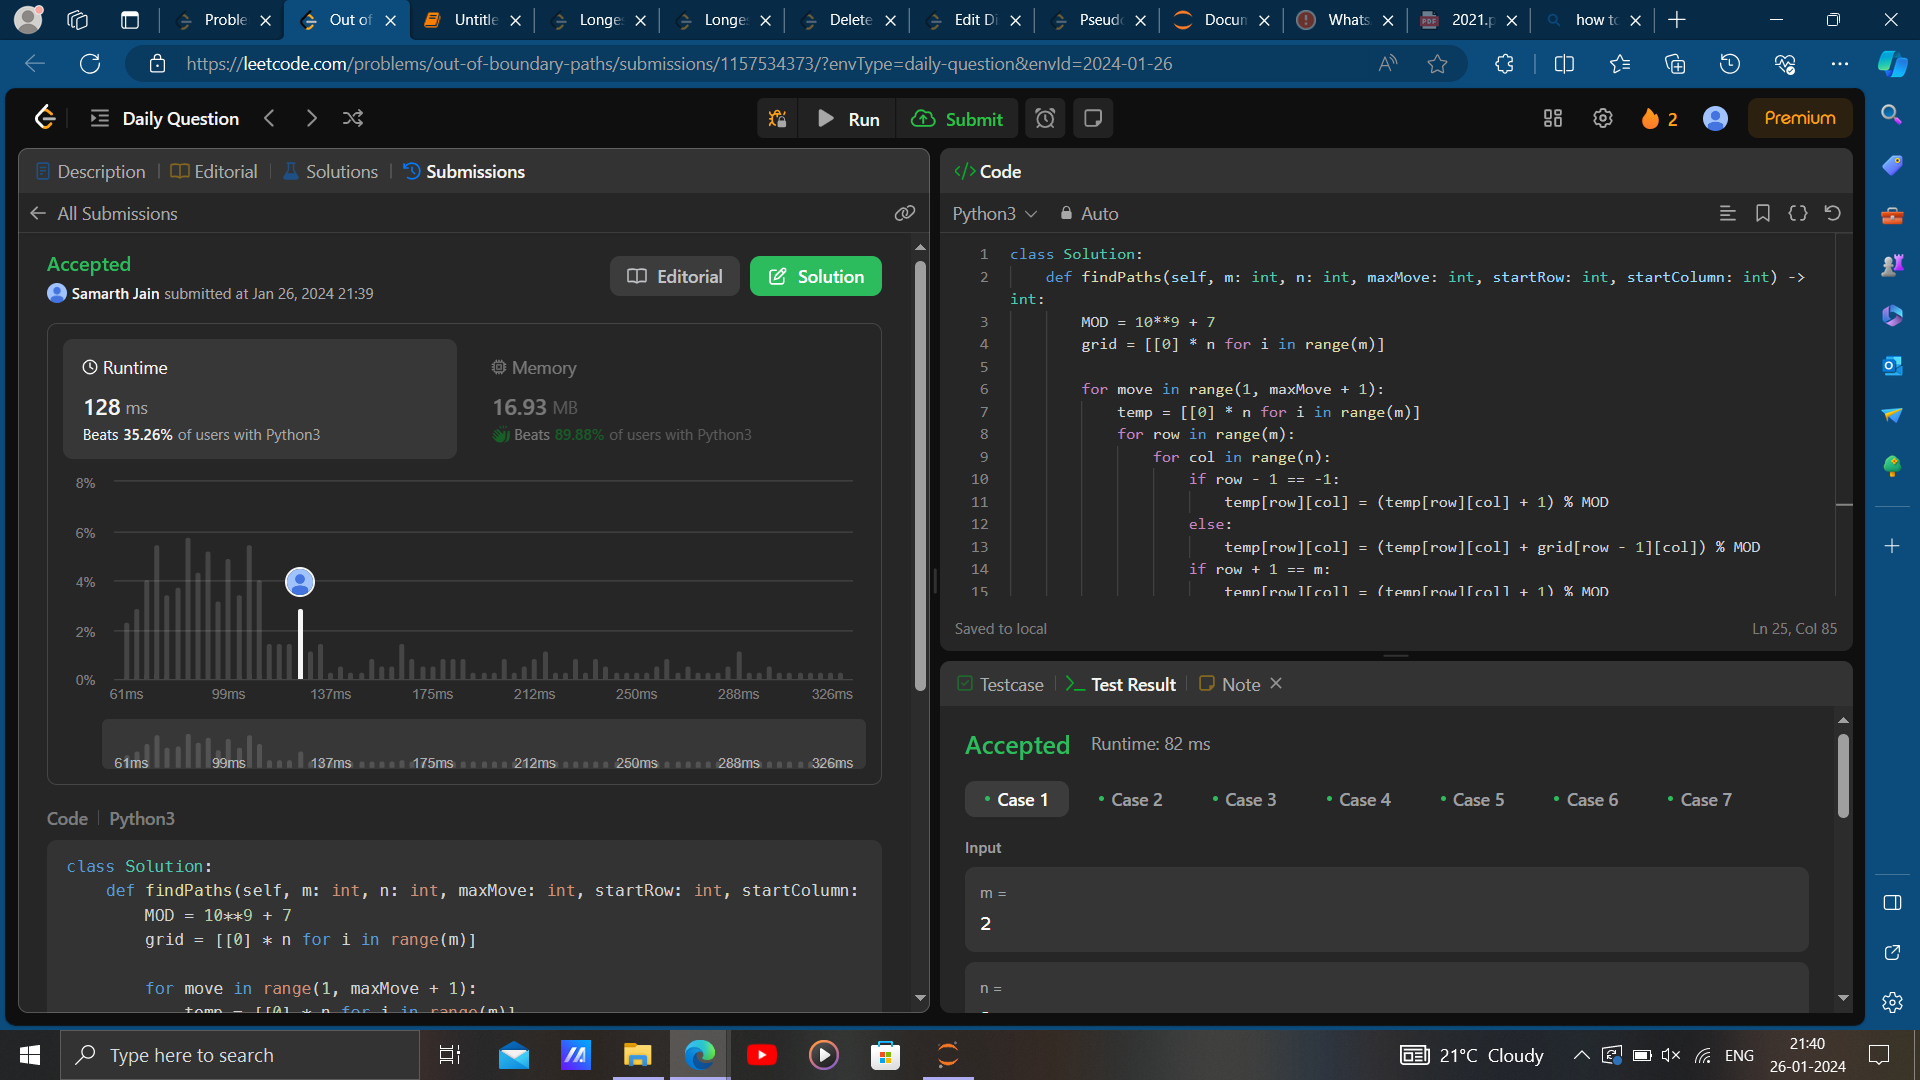 Proble
Out of
Untitle
Longe
Longe
Delete
Edit Di
Pseud
Docum
Whats
2021.p
how to
https://leetcode.com/problems/out-of-boundary-paths/submissions/1157534373/?envType=daily-question&envId=2024-01-26
Daily Question
Run
Submit
2
Premium
Description
Editorial
Solutions
Submissions
All Submissions
Accepted
Samarth Jain submitted at Jan 26, 2024 21:39
Editorial
Solution
Runtime
128 ms
Beats 35.26% of users with Python3
Memory
16.93 MB
Beats 89.88% of users with Python3
8%
6%
4%
2%
0%
61ms 99ms 137ms 175ms 212ms 250ms 288ms 326ms
61ms 99ms 137ms 175ms 212ms 250ms 288ms 326ms
Code
Python3
class Solution:
def findPaths(self, m: int, n: int, maxMove: int, startRow: int, startColumn:
MOD = 10**9 + 7
grid = [[0] * n for i in range(m)]
for move in range(1, maxMove + 1):
temp = [[0] * n for i in range(m)]
Code
Python3
Auto
1 class Solution:
2 def findPaths(self, m: int, n: int, maxMove: int, startRow: int, startColumn: int) ->
int:
3 MOD = 10**9 + 7
4 grid = [[0] * n for i in range(m)]
5
6 for move in range(1, maxMove + 1):
7 temp = [[0] * n for i in range(m)]
8 for row in range(m):
9 for col in range(n):
10 if row - 1 == -1:
11 temp[row][col] = (temp[row][col] + 1) % MOD
12 else:
13 temp[row][col] = (temp[row][col] + grid[row - 1][col]) % MOD
14 if row + 1 == m:
15 temp[row][col] = (temp[row][col] + 1) % MOD
Saved to local
Ln 25, Col 85
Testcase
Test Result
Note
Accepted
Runtime: 82 ms
Case 1
Case 2
Case 3
Case 4
Case 5
Case 6
Case 7
Input
m =
2
n =
Type here to search
21°C Cloudy
ENG
21:40
26-01-2024